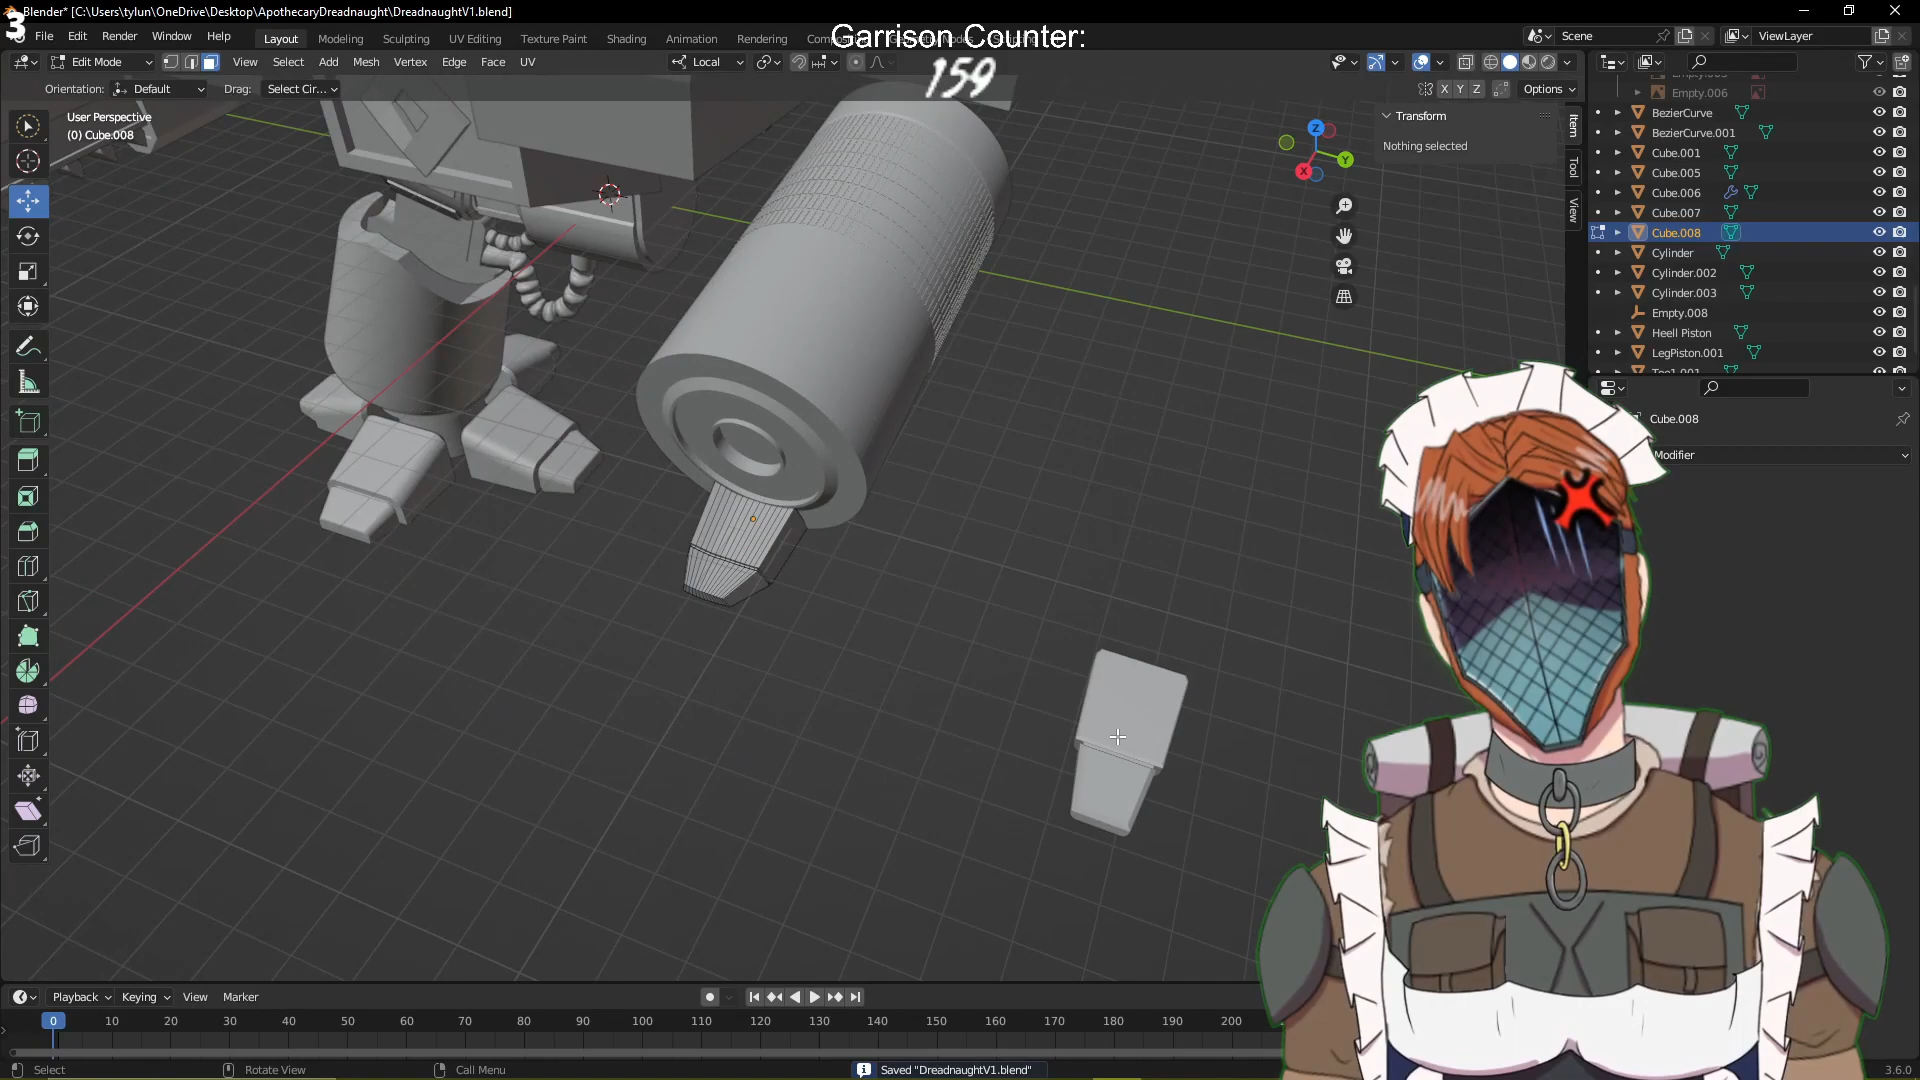 3
Blender* [C:\Users\tylun\OneDrive\Desktop\ApothecaryDreadnaught\DreadnaughtV1.blend]
File Edit Render Window Help
Layout Modeling Sculpting UV Editing Texture Paint Shading Animation Rendering
Garrison Counter:
159
Scene
ViewLayer
Edit Mode
View Select Add Mesh Vertex Edge Face UV
Local
Orientation: Default Drag: Select Cir...
X Y Z Options
User Perspective
(0) Cube.008
Transform
Nothing selected
Item
Tool
View
Z
Y
X
Empty.006
BezierCurve
BezierCurve.001
Cube.001
Cube.005
Cube.006
Cube.007
Cube.008
Cylinder
Cylinder.002
Cylinder.003
Empty.008
Heell Piston
LegPiston.001
Cube.008
Modifier
Playback Keying View Marker
0 10 20 30 40 50 60 70 80 90 100 110 120 130 140 150 160 170 180 190 200
Select Rotate View Call Menu
Saved "DreadnaughtV1.blend"
3.6.0